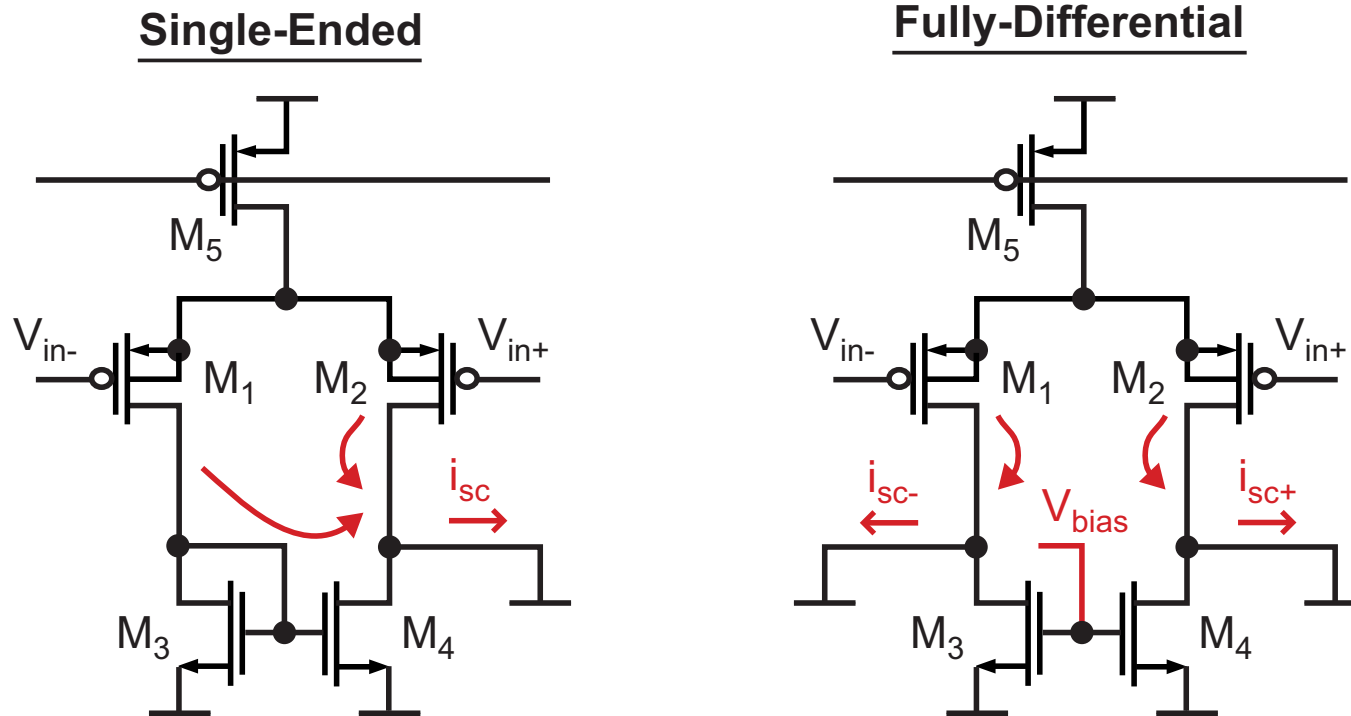 Single-Ended
M5
Vin-
M1
M2
Vin+
isc
M3
M4
Fully-Differential
M5
Vin-
M1
M2
Vin+
isc-
Vbias
isc+
M3
M4